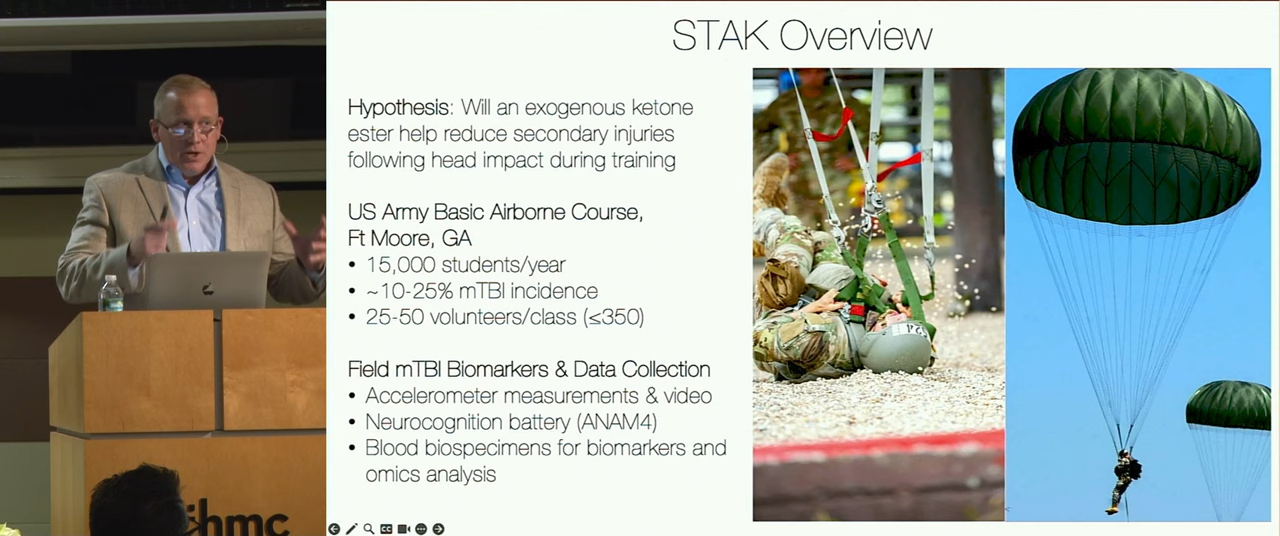 STAK Overview
Hypothesis: Will an exogenous ketone
ester help reduce secondary injuries
following head impact during training
US Army Basic Airborne Course,
Ft Moore, GA
• 15,000 students/year
• ~10-25% mTBI incidence
• 25-50 volunteers/class (≤350)
Field mTBI Biomarkers & Data Collection
• Accelerometer measurements & video
• Neurocognition battery (ANAM4)
• Blood biospecimens for biomarkers and
omics analysis
ihmc
CC